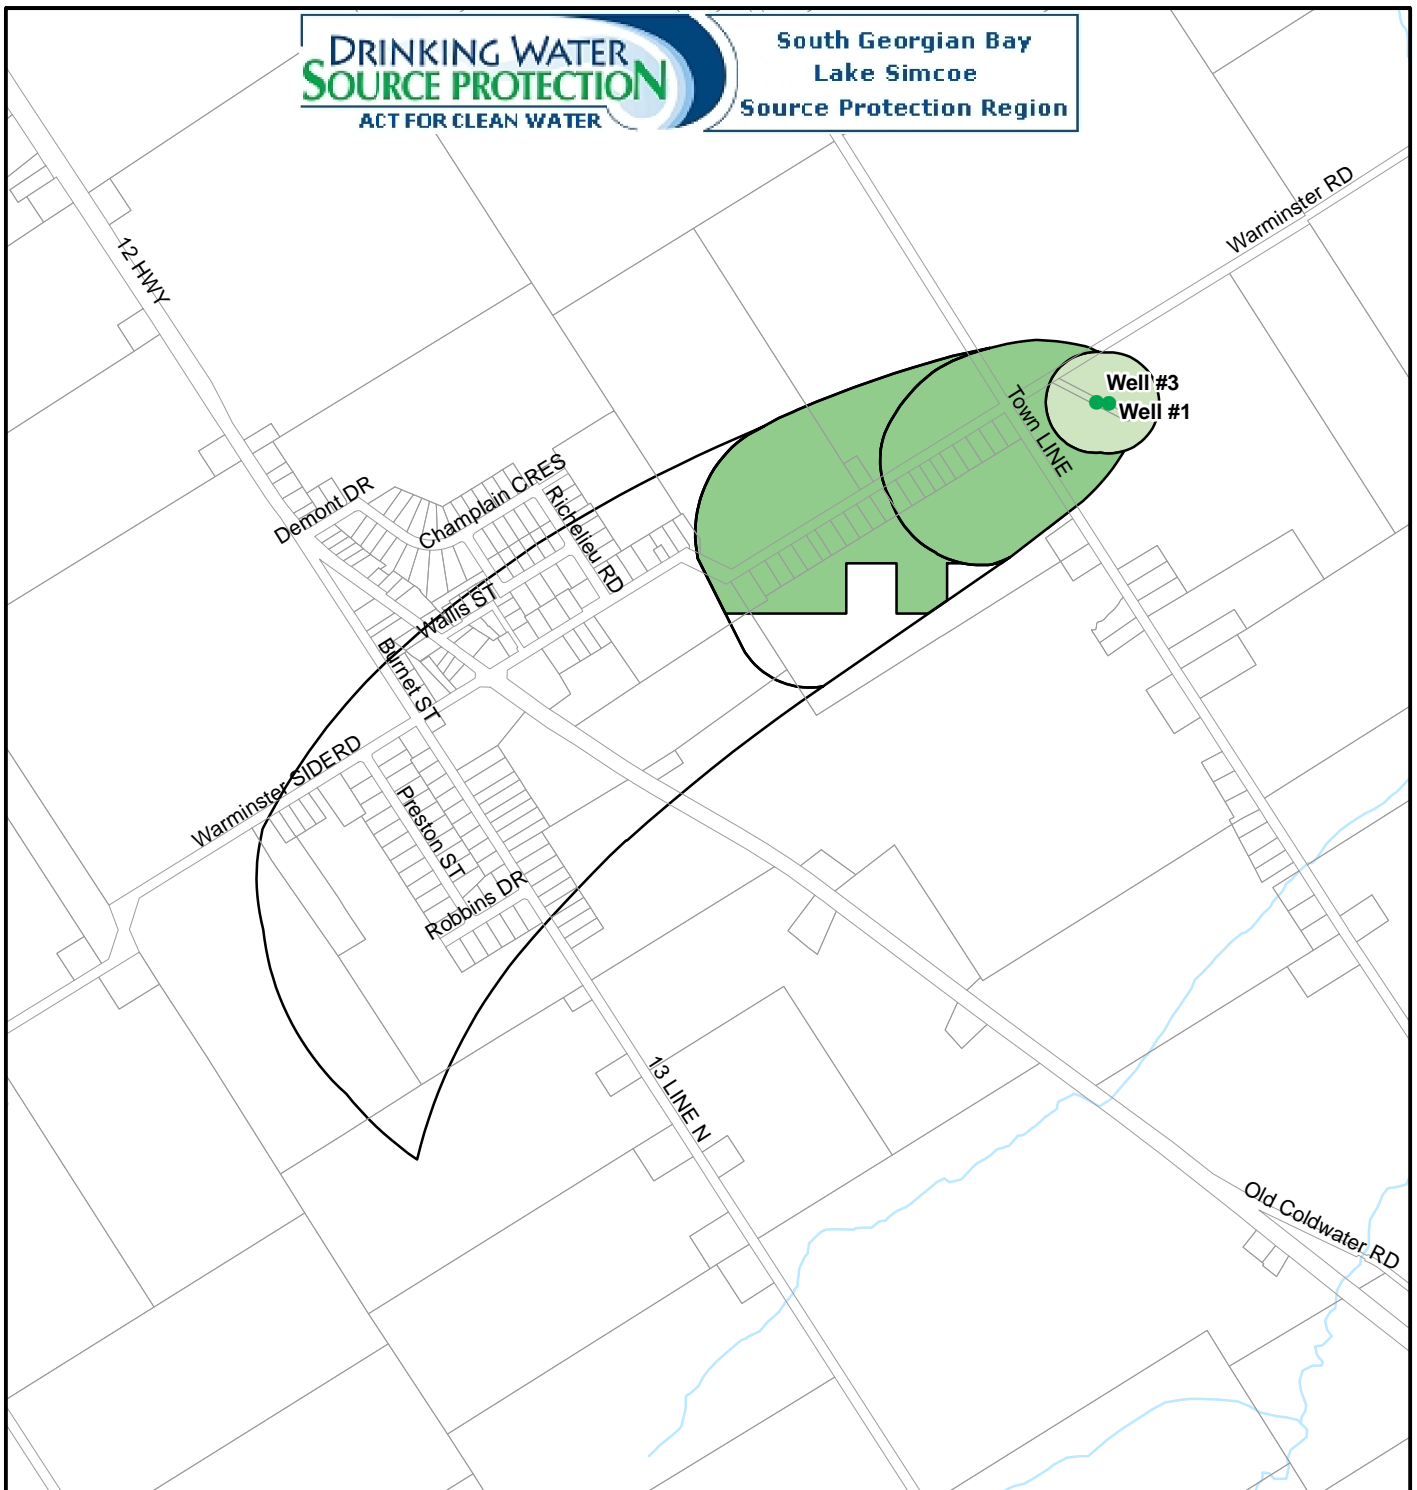 DRINKING WATER
SOURCE PROTECTION
ACT FOR CLEAN WATER
South Georgian Bay
Lake Simcoe
Source Protection Region
Warminster RD
12 HWY
Well #3
Well #1
Town LINE
Champlain CRES
Demont DR
Richelieu RD
Wallis ST
Burnet ST
Warminster SIDERD
Preston ST
Robbins DR
13 LINE N
Old Coldwater RD